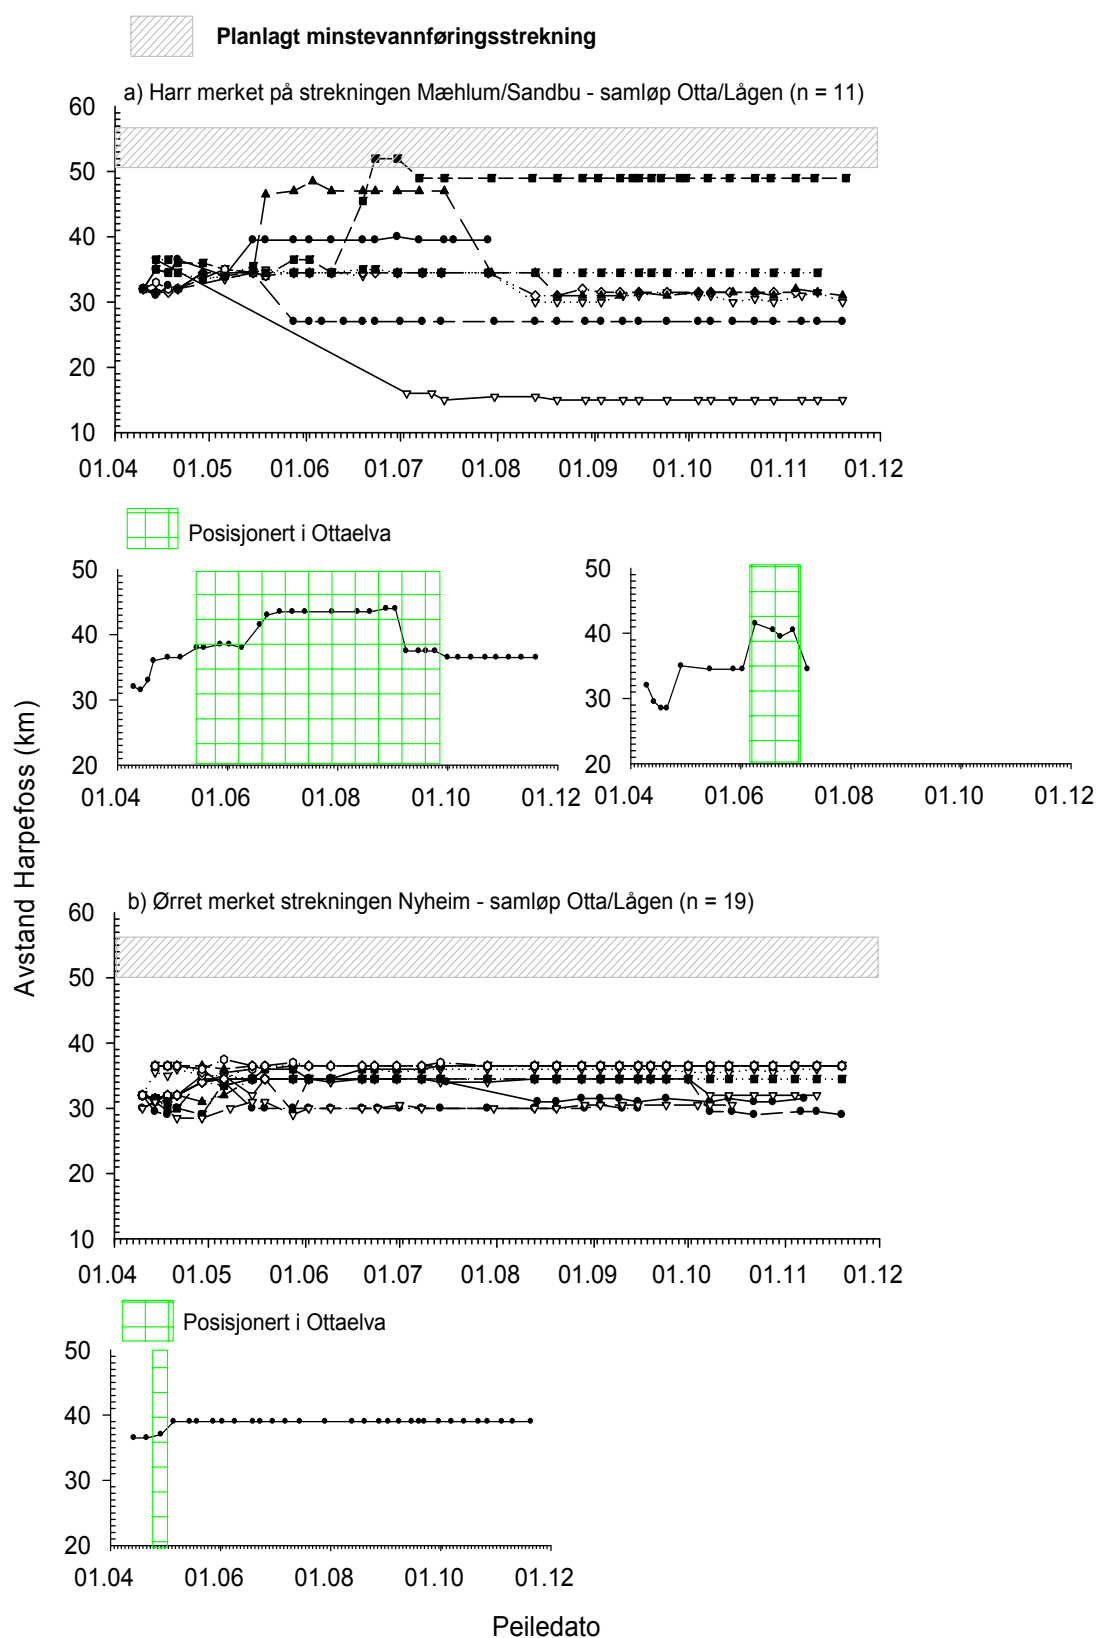 Planlagt minstevannføringsstrekning
a) Harr merket på strekningen Mæhlum/Sandbu - samløp Otta/Lågen (n = 11)
60
50
40
30
20
10
01.04 01.05 01.06 01.07 01.08 01.09 01.10 01.11 01.12
Posisjonert i Ottaelva
50
40
30
20
01.04 01.06 01.08 01.10 01.12
50
40
30
20
01.04 01.06 01.08 01.10 01.12
Avstand Harpefoss (km)
b) Ørret merket strekningen Nyheim - samløp Otta/Lågen (n = 19)
60
50
40
30
20
10
01.04 01.05 01.06 01.07 01.08 01.09 01.10 01.11 01.12
Posisjonert i Ottaelva
50
40
30
20
01.04 01.06 01.08 01.10 01.12
Peiledato